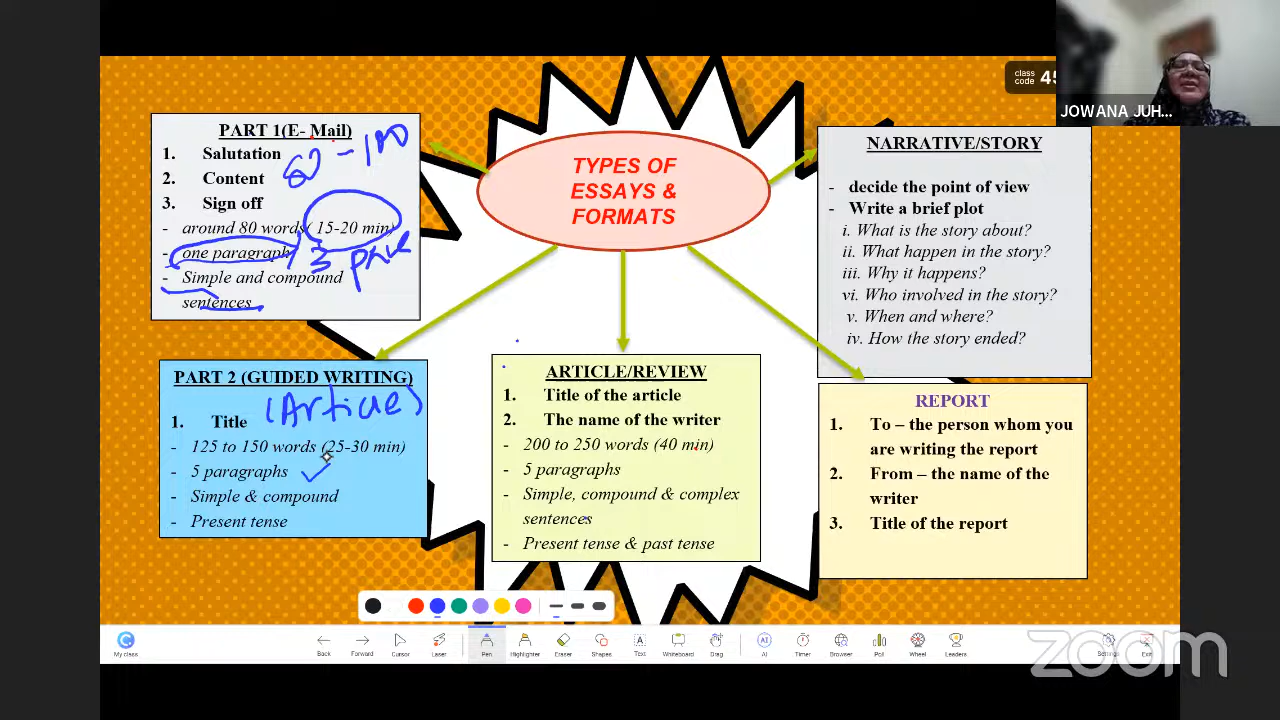 class
code 45
JOWANA JUH...
TYPES OF
ESSAYS &
FORMATS
PART 1(E- Mail)
1. Salutation
2. Content
3. Sign off
- around 80 words( 15-20 min)
- one paragraph
- Simple and compound
sentences
NARRATIVE/STORY
- decide the point of view
- Write a brief plot
i. What is the story about?
ii. What happen in the story?
iii. Why it happens?
vi. Who involved in the story?
v. When and where?
iv. How the story ended?
PART 2 (GUIDED WRITING)
(Article)
1. Title
- 125 to 150 words (25-30 min)
- 5 paragraphs
- Simple & compound
- Present tense
ARTICLE/REVIEW
1. Title of the article
2. The name of the writer
- 200 to 250 words (40 min)
- 5 paragraphs
- Simple, compound & complex
sentences
- Present tense & past tense
REPORT
1. To – the person whom you
are writing the report
2. From – the name of the
writer
3. Title of the report
My class
Back
Forward
Cursor
Laser
Pen
Highlighter
Eraser
Shapes
Text
Whiteboard
Drag
AI
Timer
Browser
Poll
Wheel
Leaders
Settings
Exit
zoom